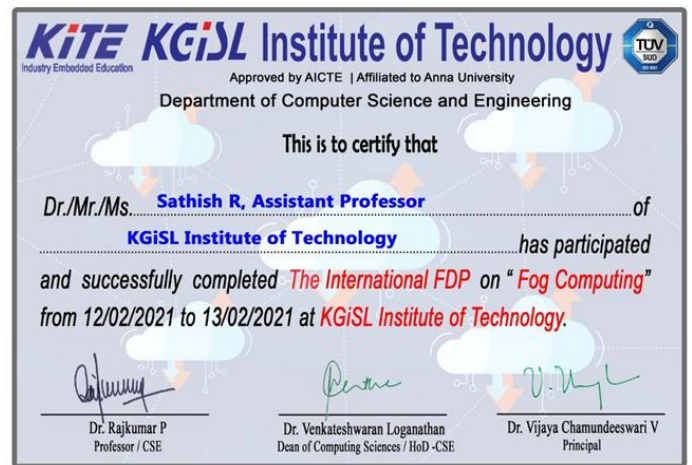 KiTE KGiSL Institute of Technology
Industry Embedded Education
TÜV
SUD
ISO 9001
Approved by AICTE | Affiliated to Anna University
Department of Computer Science and Engineering
This is to certify that
Dr./Mr./Ms. Sathish R, Assistant Professor of
KGiSL Institute of Technology has participated
and successfully completed The International FDP on “ Fog Computing”
from 12/02/2021 to 13/02/2021 at KGiSL Institute of Technology.
Dr. Rajkumar P
Professor / CSE
Dr. Venkateshwaran Loganathan
Dean of Computing Sciences / HoD -CSE
Dr. Vijaya Chamundeeswari V
Principal